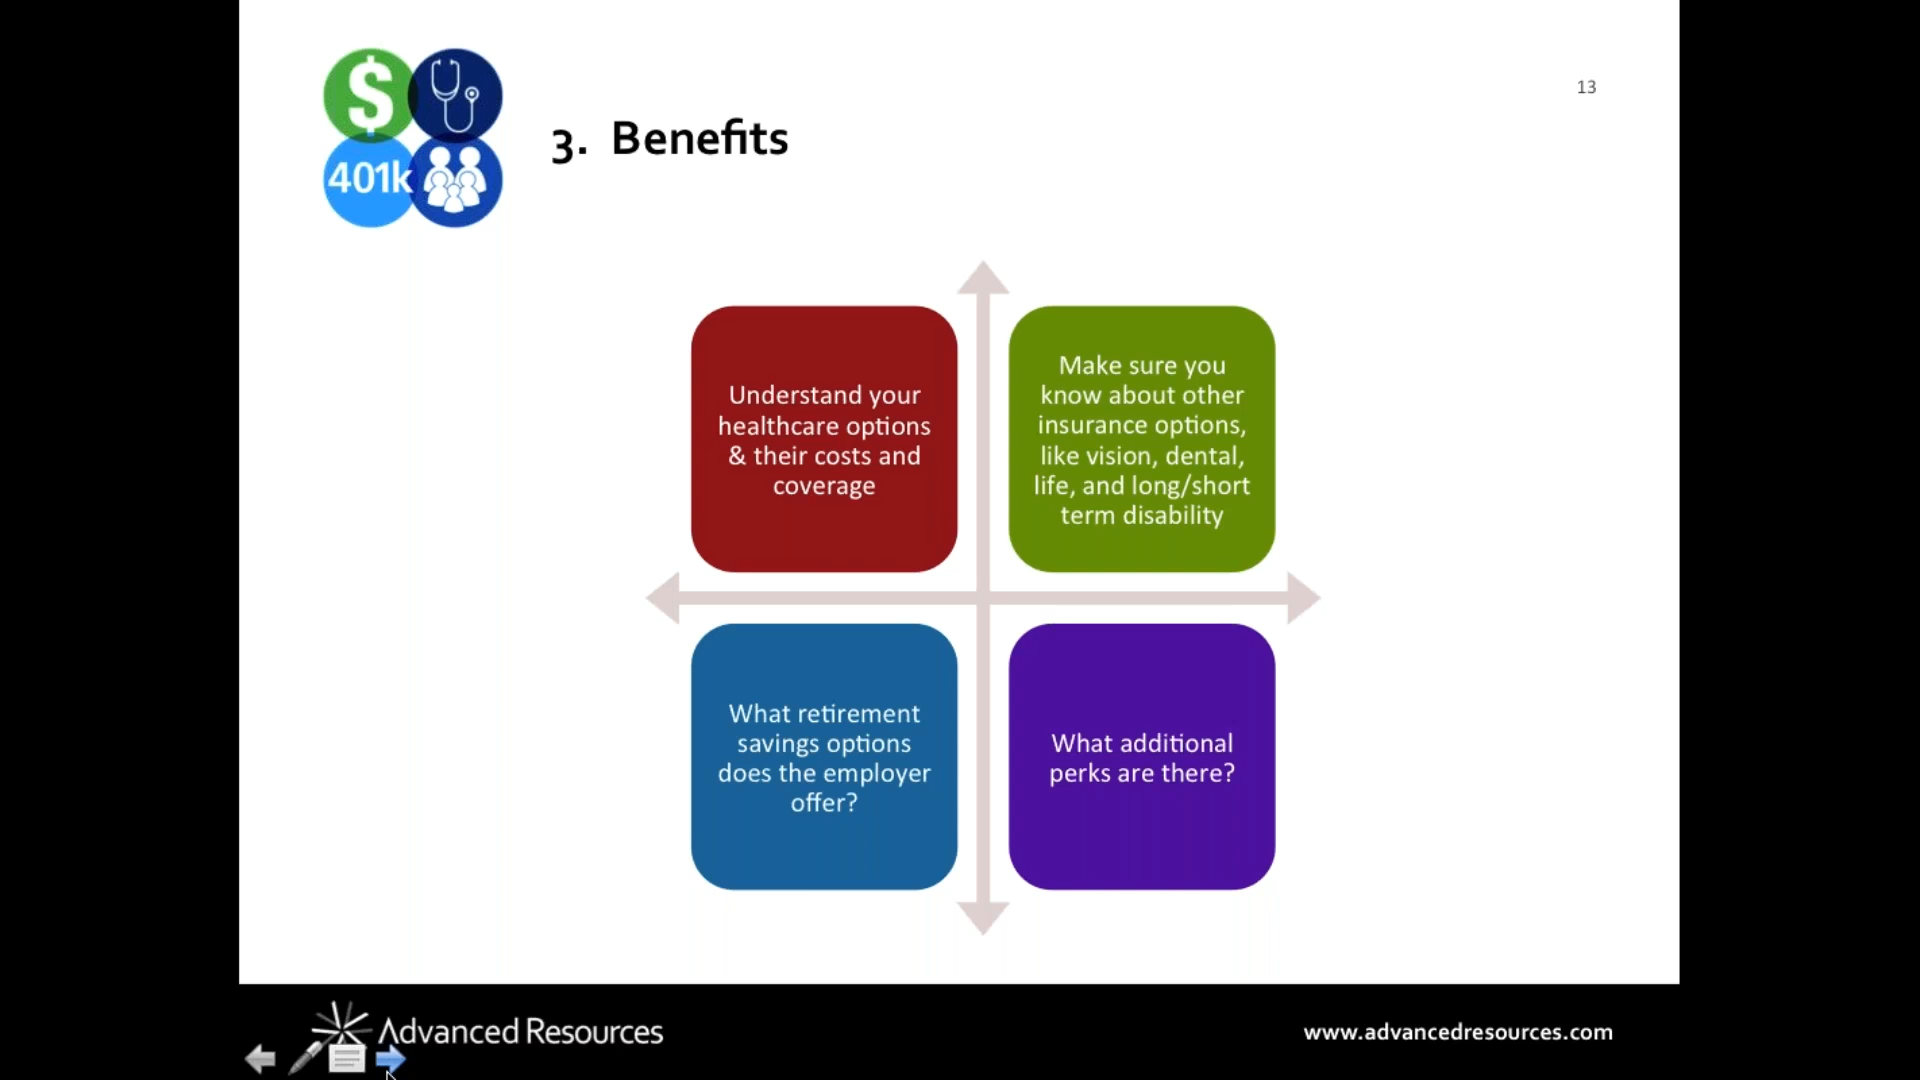 $
401k
3. Benefits
13
Understand your
healthcare options
& their costs and
coverage
Make sure you
know about other
insurance options,
like vision, dental,
life, and long/short
term disability
What retirement
savings options
does the employer
offer?
What additional
perks are there?
Advanced Resources
www.advancedresources.com